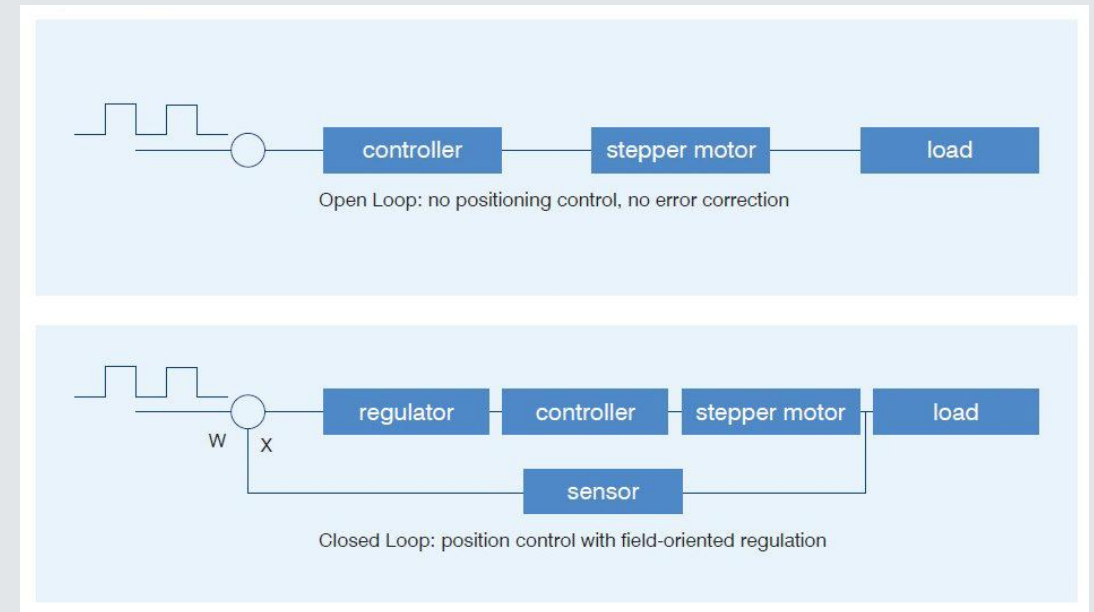 controller
stepper motor
load
Open Loop: no positioning control, no error correction
regulator
controller
stepper motor
load
W
X
sensor
Closed Loop: position control with field-oriented regulation